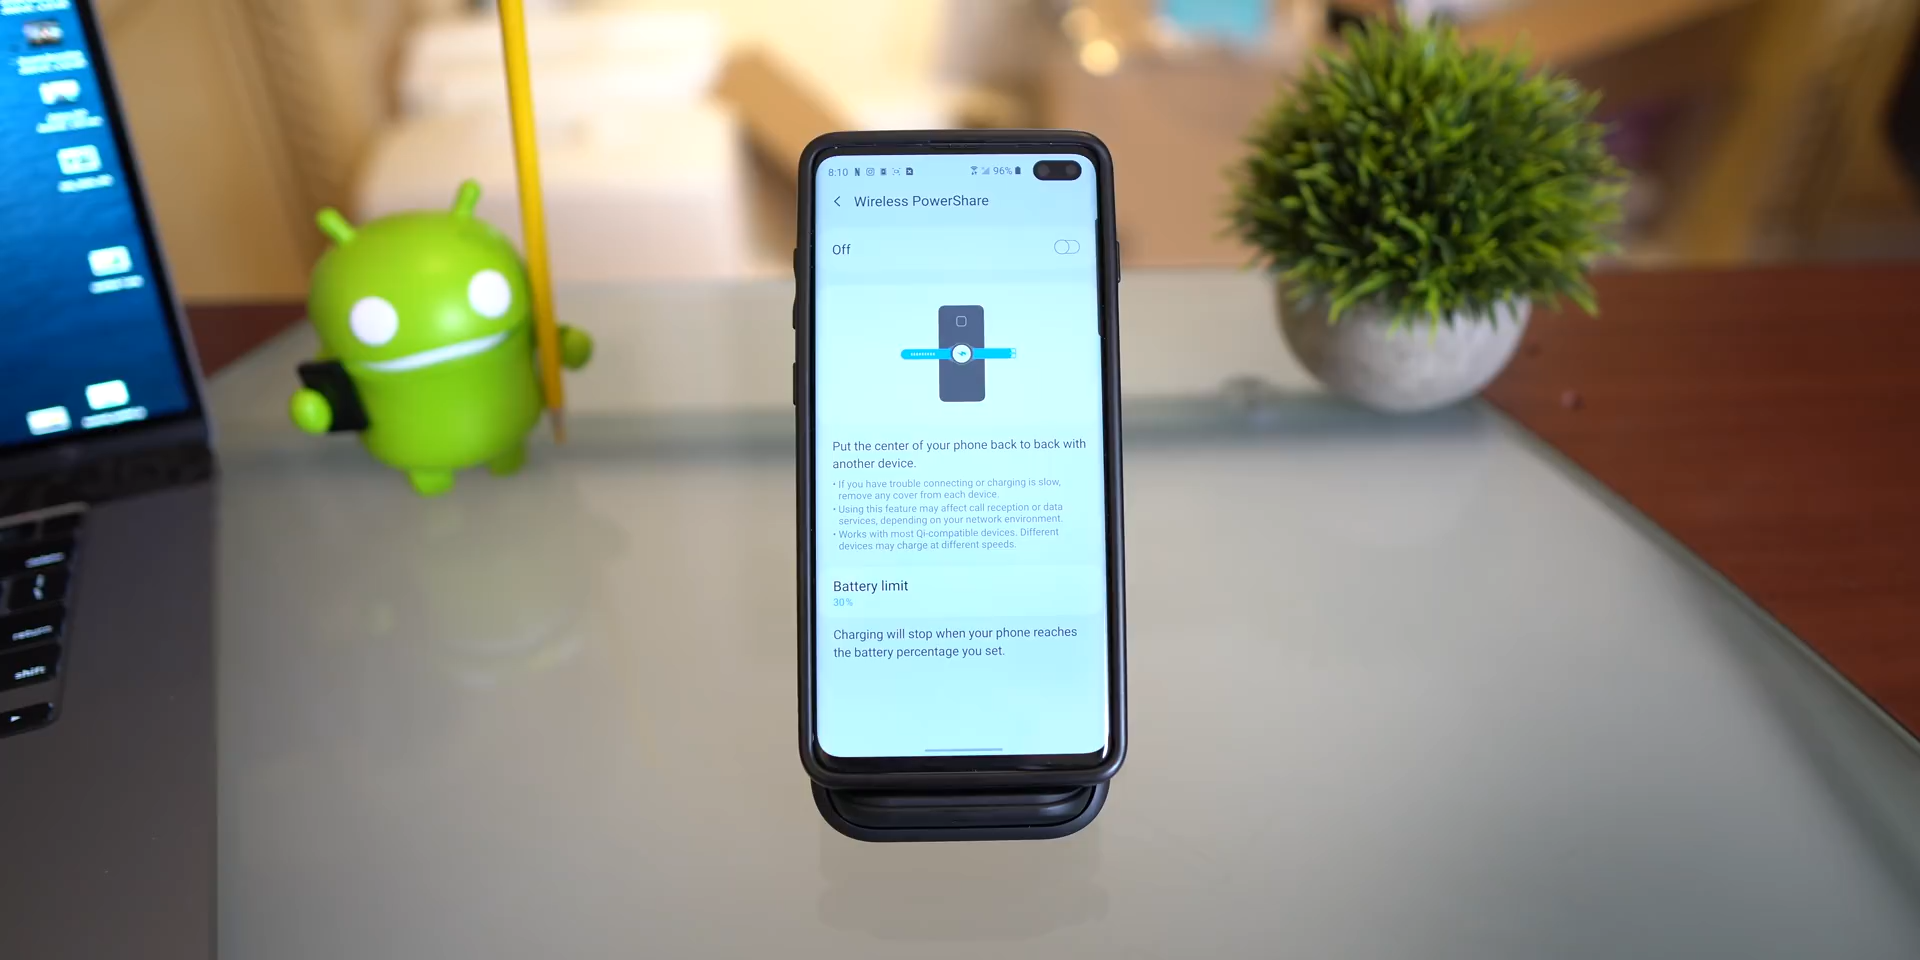 8:10
96%
Wireless PowerShare
Off
Put the center of your phone back to back with
another device.
• If you have trouble connecting or charging is slow,
remove any cover from each device.
• Using this feature may affect call reception or data
services, depending on your network environment.
• Works with most Qi-compatible devices. Different
devices may charge at different speeds.
Battery limit
30%
Charging will stop when your phone reaches
the battery percentage you set.
return
shift